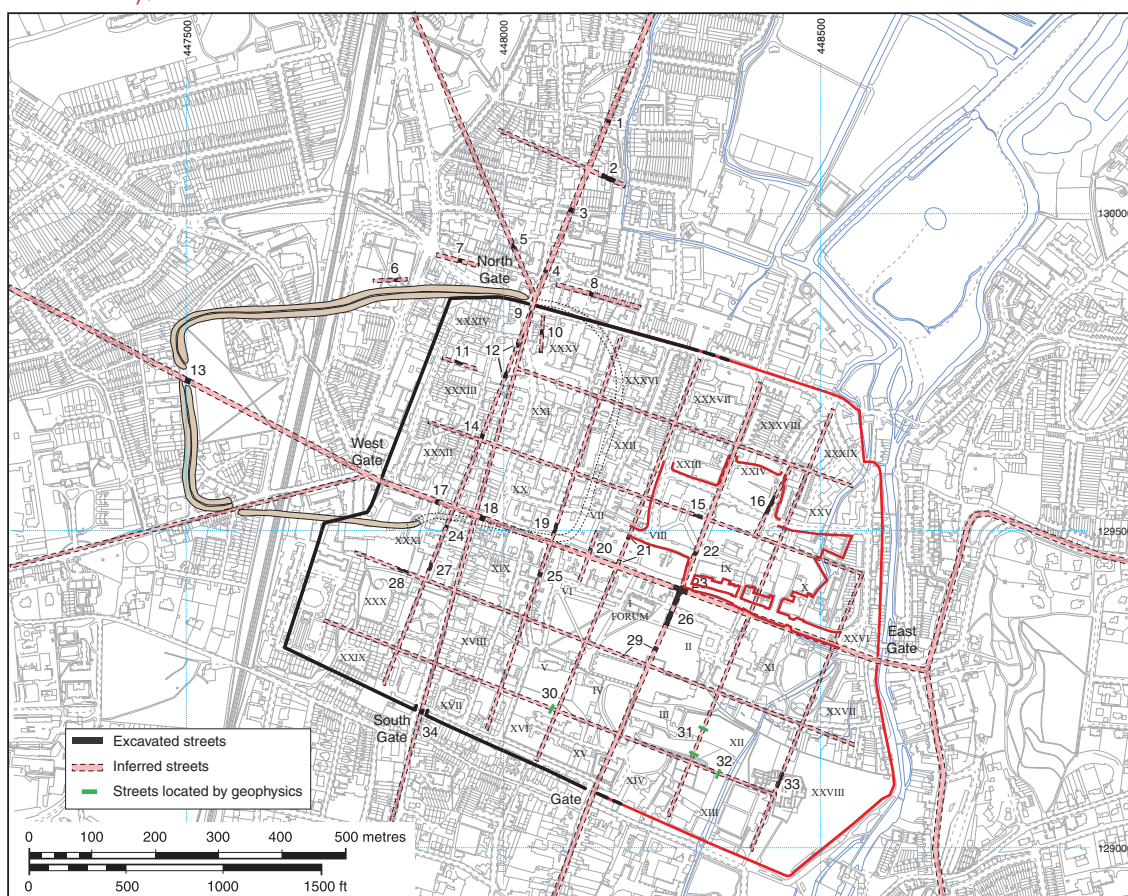 447500
448000
448500
1
2
130000
3
5
7
North
Gate
4
6
8
9
XXXIV
10
XXXV
12
11
13
XXXVI
XXXIII
XXXVII
XXI
XXXVIII
14
West
Gate
XXXII
XXII
XXIII
XXIV
XXXIX
17
XX
16
18
15
XXV
VII
19
VIII
129500
24
20
21
22
XXXI
IX
27
XIX
28
25
VI
23
X
XXX
I
FORUM
26
XXVI
East
Gate
29
II
XVIII
V
XI
XXIX
IV
30
III
XXVII
XVII
South
Gate
31
XVI
XII
34
XV
32
33
XXVIII
XIV
Gate
XIII
Excavated streets
Inferred streets
Streets located by geophysics
0 100 200 300 400 500 metres
0 500 1000 1500 ft
129000